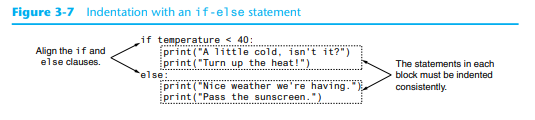 Figure 3-7 Indentation with an if-else statement
Align the if and
else clauses.
if temperature < 40:
print("A little cold, isn't it?")
print("Turn up the heat!")
else:
print("Nice weather we're having.")
print("Pass the sunscreen.")
The statements in each
block must be indented
consistently.